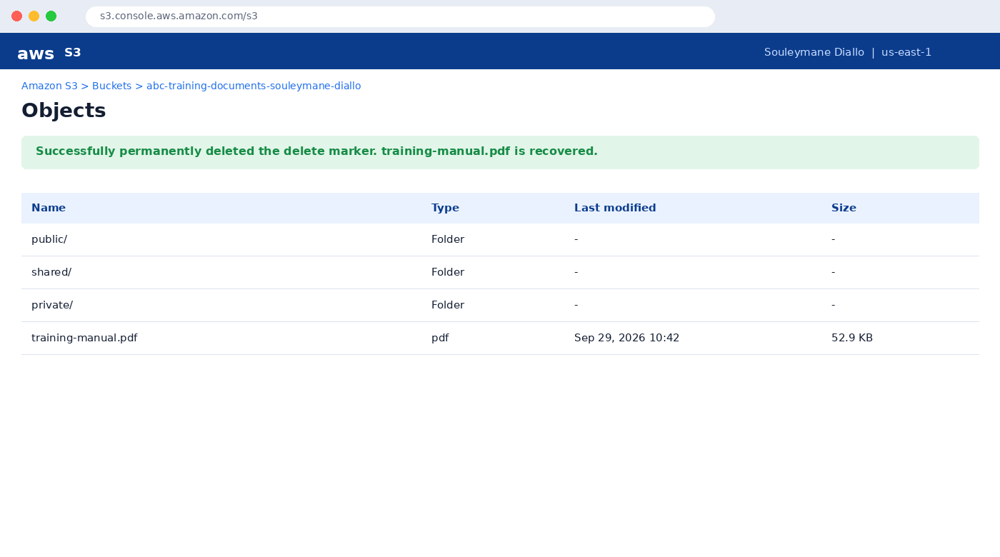 s3.console.aws.amazon.com/s3
aws S3 Souleymane Diallo | us-east-1
Amazon S3 > Buckets > abc-training-documents-souleymane-diallo
Objects
Successfully permanently deleted the delete marker. training-manual.pdf is recovered.
Name Type Last modified Size
public/ Folder - -
shared/ Folder - -
private/ Folder - -
training-manual.pdf pdf Sep 29, 2026 10:42 52.9 KB